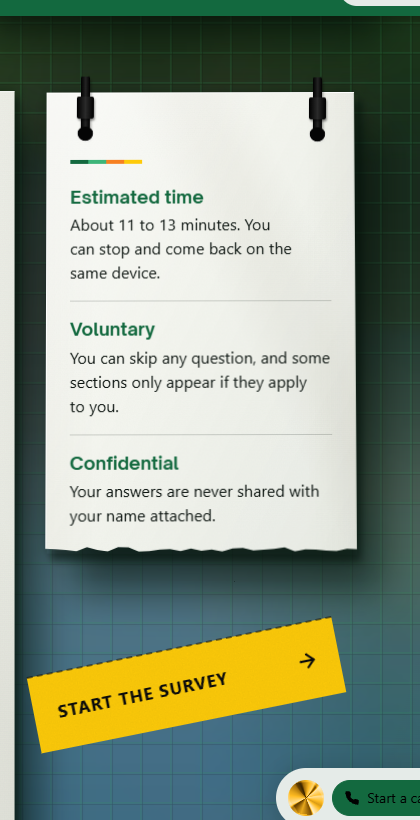 Estimated time
About 11 to 13 minutes. You
can stop and come back on the
same device.
Voluntary
You can skip any question, and some
sections only appear if they apply
to you.
Confidential
Your answers are never shared with
your name attached.
START THE SURVEY →
Start a